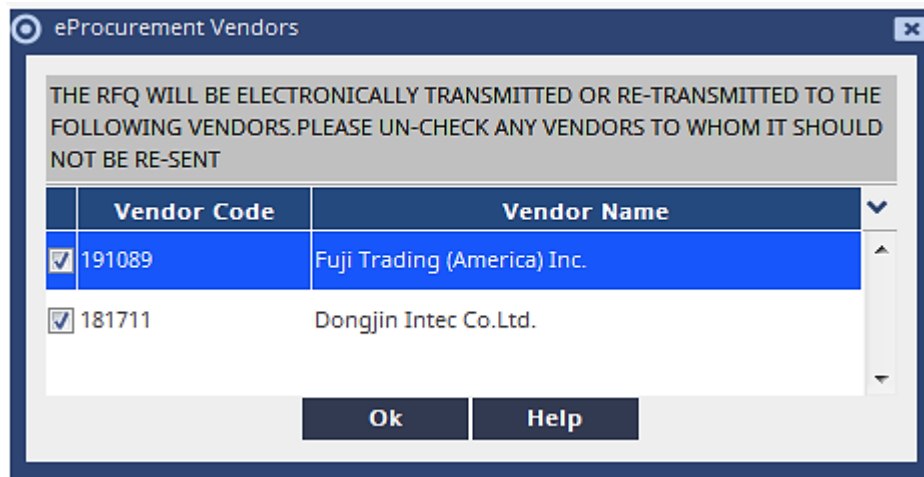 eProcurement Vendors
THE RFQ WILL BE ELECTRONICALLY TRANSMITTED OR RE-TRANSMITTED TO THE
FOLLOWING VENDORS.PLEASE UN-CHECK ANY VENDORS TO WHOM IT SHOULD
NOT BE RE-SENT
Vendor Code Vendor Name
191089 Fuji Trading (America) Inc.
181711 Dongjin Intec Co.Ltd.
Ok Help